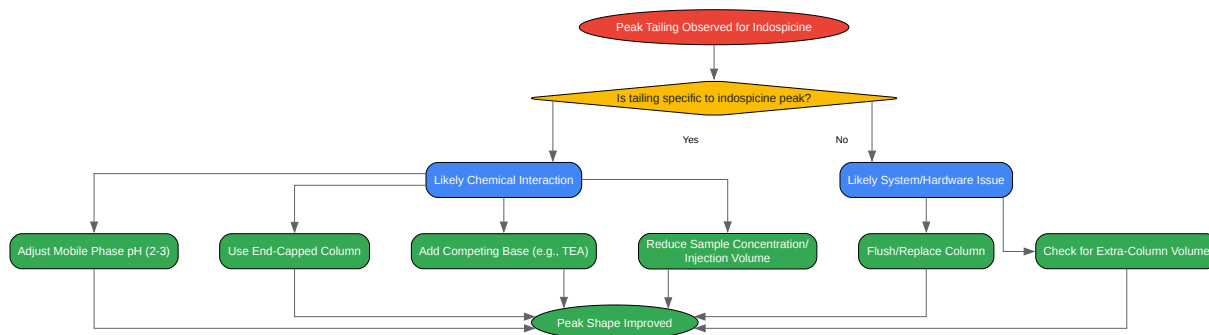 Peak Tailing Observed for Indospicine
Is tailing specific to indospicine peak?
Yes
No
Likely Chemical Interaction
Likely System/Hardware Issue
Adjust Mobile Phase pH (2-3)
Use End-Capped Column
Add Competing Base (e.g., TEA)
Reduce Sample Concentration/
Injection Volume
Flush/Replace Column
Check for Extra-Column Volume
Peak Shape Improved